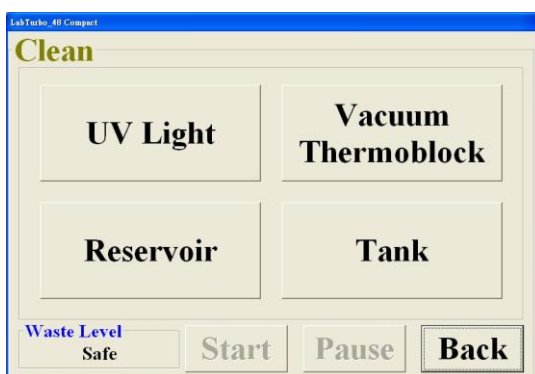 LabTurbo_48 Compact
Clean
UV Light
Vacuum
Thermoblock
Reservoir
Tank
Waste Level
Safe
Start
Pause
Back